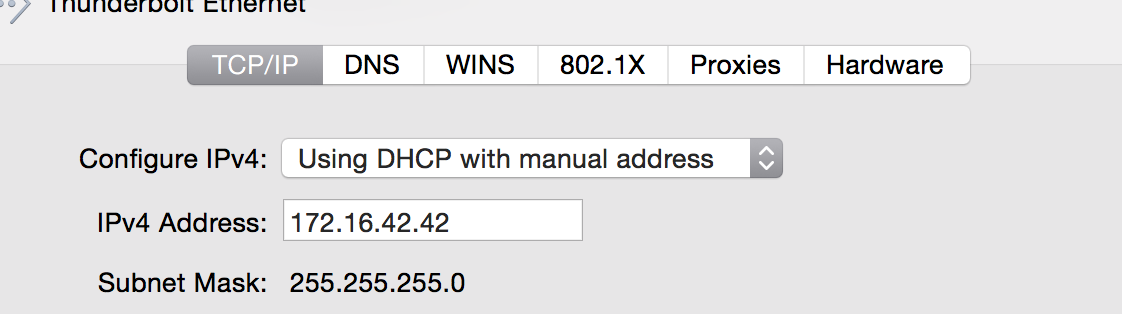 Thunderbolt Ethernet
TCP/IP DNS WINS 802.1X Proxies Hardware
Configure IPv4: Using DHCP with manual address
IPv4 Address: 172.16.42.42
Subnet Mask: 255.255.255.0